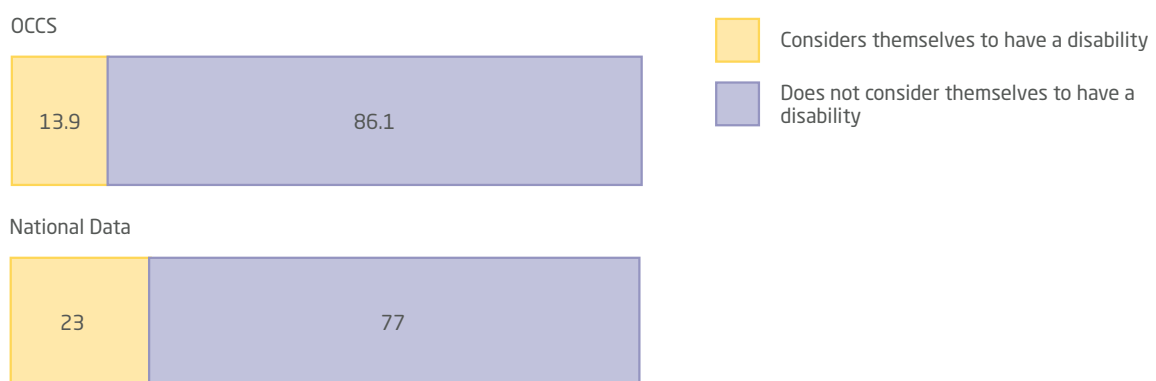 OCCS
Considers themselves to have a disability
Does not consider themselves to have a
disability
13.9
86.1
National Data
23
77